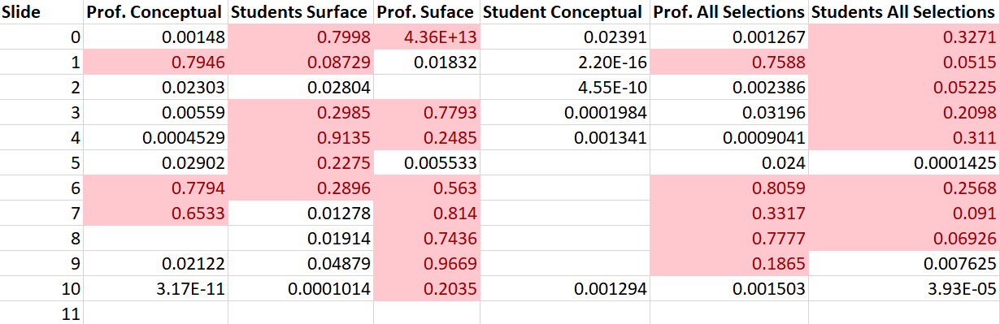 Slide Prof. Conceptual Students Surface Prof. Suface Student Conceptual Prof. All Selections Students All Selections
0 0.00148 0.7998 4.36E+13 0.02391 0.001267 0.3271
1 0.7946 0.08729 0.01832 2.20E-16 0.7588 0.0515
2 0.02303 0.02804 4.55E-10 0.002386 0.05225
3 0.00559 0.2985 0.7793 0.0001984 0.03196 0.2098
4 0.0004529 0.9135 0.2485 0.001341 0.0009041 0.311
5 0.02902 0.2275 0.005533 0.024 0.0001425
6 0.7794 0.2896 0.563 0.8059 0.2568
7 0.6533 0.01278 0.814 0.3317 0.091
8 0.01914 0.7436 0.7777 0.06926
9 0.02122 0.04879 0.9669 0.1865 0.007625
10 3.17E-11 0.0001014 0.2035 0.001294 0.001503 3.93E-05
11